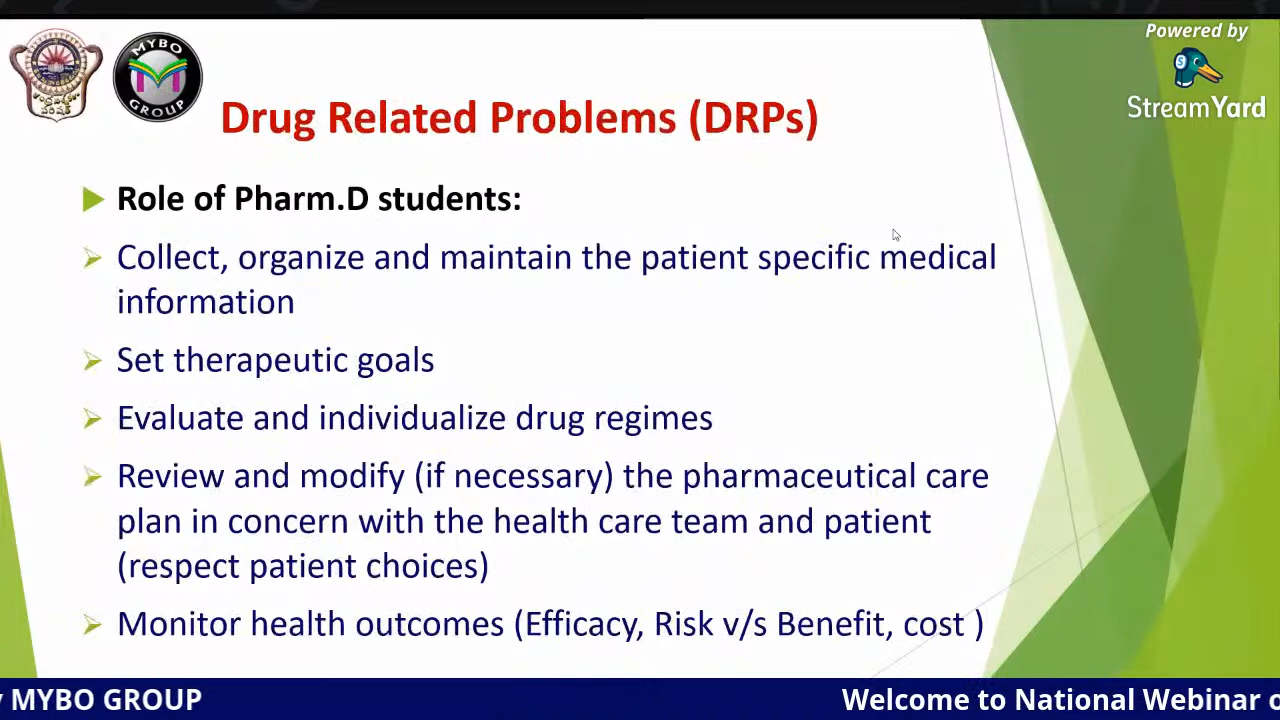 Powered by
StreamYard
MYBO
GROUP
Drug Related Problems (DRPs)
Role of Pharm.D students:
Collect, organize and maintain the patient specific medical
information
Set therapeutic goals
Evaluate and individualize drug regimes
Review and modify (if necessary) the pharmaceutical care
plan in concern with the health care team and patient
(respect patient choices)
Monitor health outcomes (Efficacy, Risk v/s Benefit, cost )
MYBO GROUP
Welcome to National Webinar